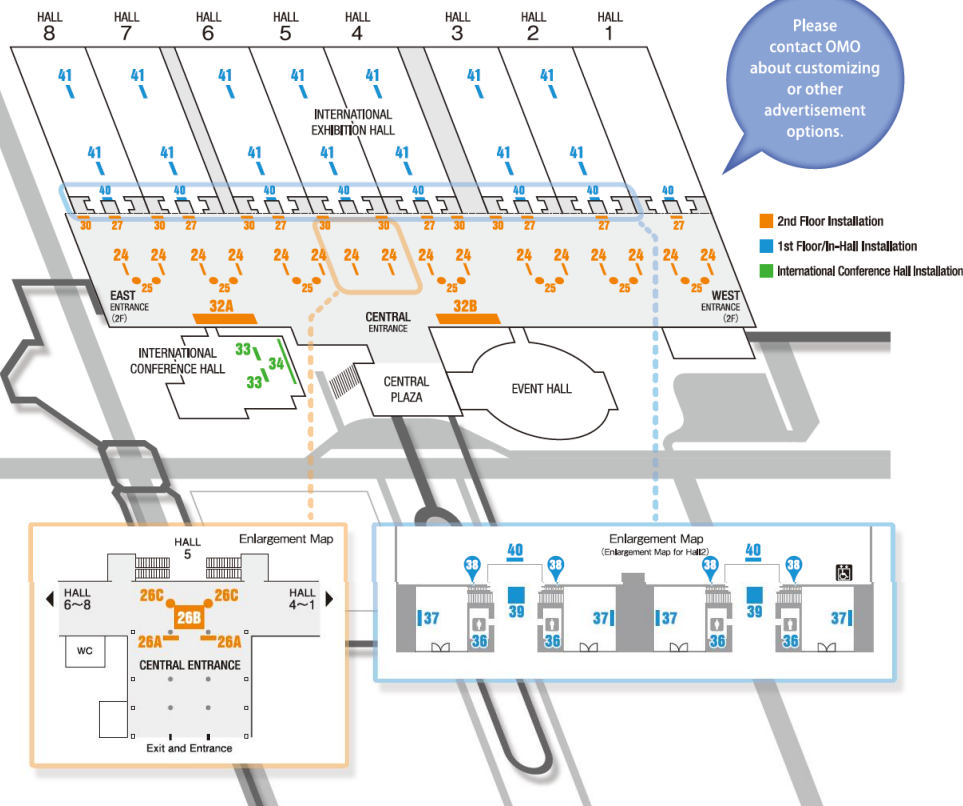 HALL 8
HALL 7
HALL 6
HALL 5
HALL 4
HALL 3
HALL 2
HALL 1
Please
contact OMO
about customizing
or other
advertisement
options.
41 41 41 41 41 41 41
INTERNATIONAL
EXHIBITION HALL
41 41 41 41 41 41 41
40 40 40 40 40 40 40 40
30 27 30 27 27 30 30 27 30 30 27 27 27
24 24 24 24 24 24 24 24 24 24 24 24 24 24 24 24
25 25 25 25 25 25 25
2nd Floor Installation
1st Floor/In-Hall Installation
International Conference Hall Installation
EAST
ENTRANCE
(2F)
32A
CENTRAL
ENTRANCE
32B
WEST
ENTRANCE
(2F)
INTERNATIONAL
CONFERENCE HALL
33 34
33
CENTRAL
PLAZA
EVENT HALL
HALL
5
Enlargement Map
HALL
6~8
26C 26C
HALL
4~1
26B
26A 26A
WC
CENTRAL ENTRANCE
Exit and Entrance
Enlargement Map
(Enlargement Map for Hall2)
38 40 38 38 40 38
37 39 37 37 39 37
36 36 36 36